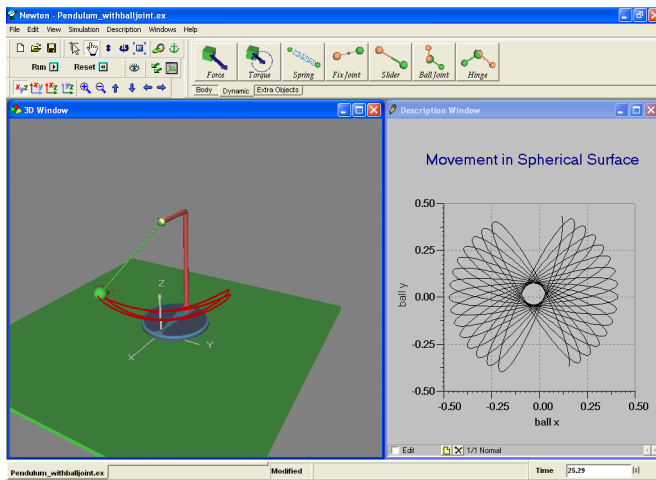 Newton - Pendulum_withballjoint.ex
File Edit View Simulation Description Windows Help
Run Reset
Force Torque Spring Fix Joint Slider Ball Joint Hinge
Body Dynamic Extra Objects
3D Window
Z
X
Y
Description Window
Movement in Spherical Surface
ball y
0.50
0.25
0.00
-0.25
-0.50
-0.50 -0.25 0.00 0.25 0.50
ball x
Edit 1/1 Normal
Pendulum_withballjoint.ex Modified Time 25.29 (s)